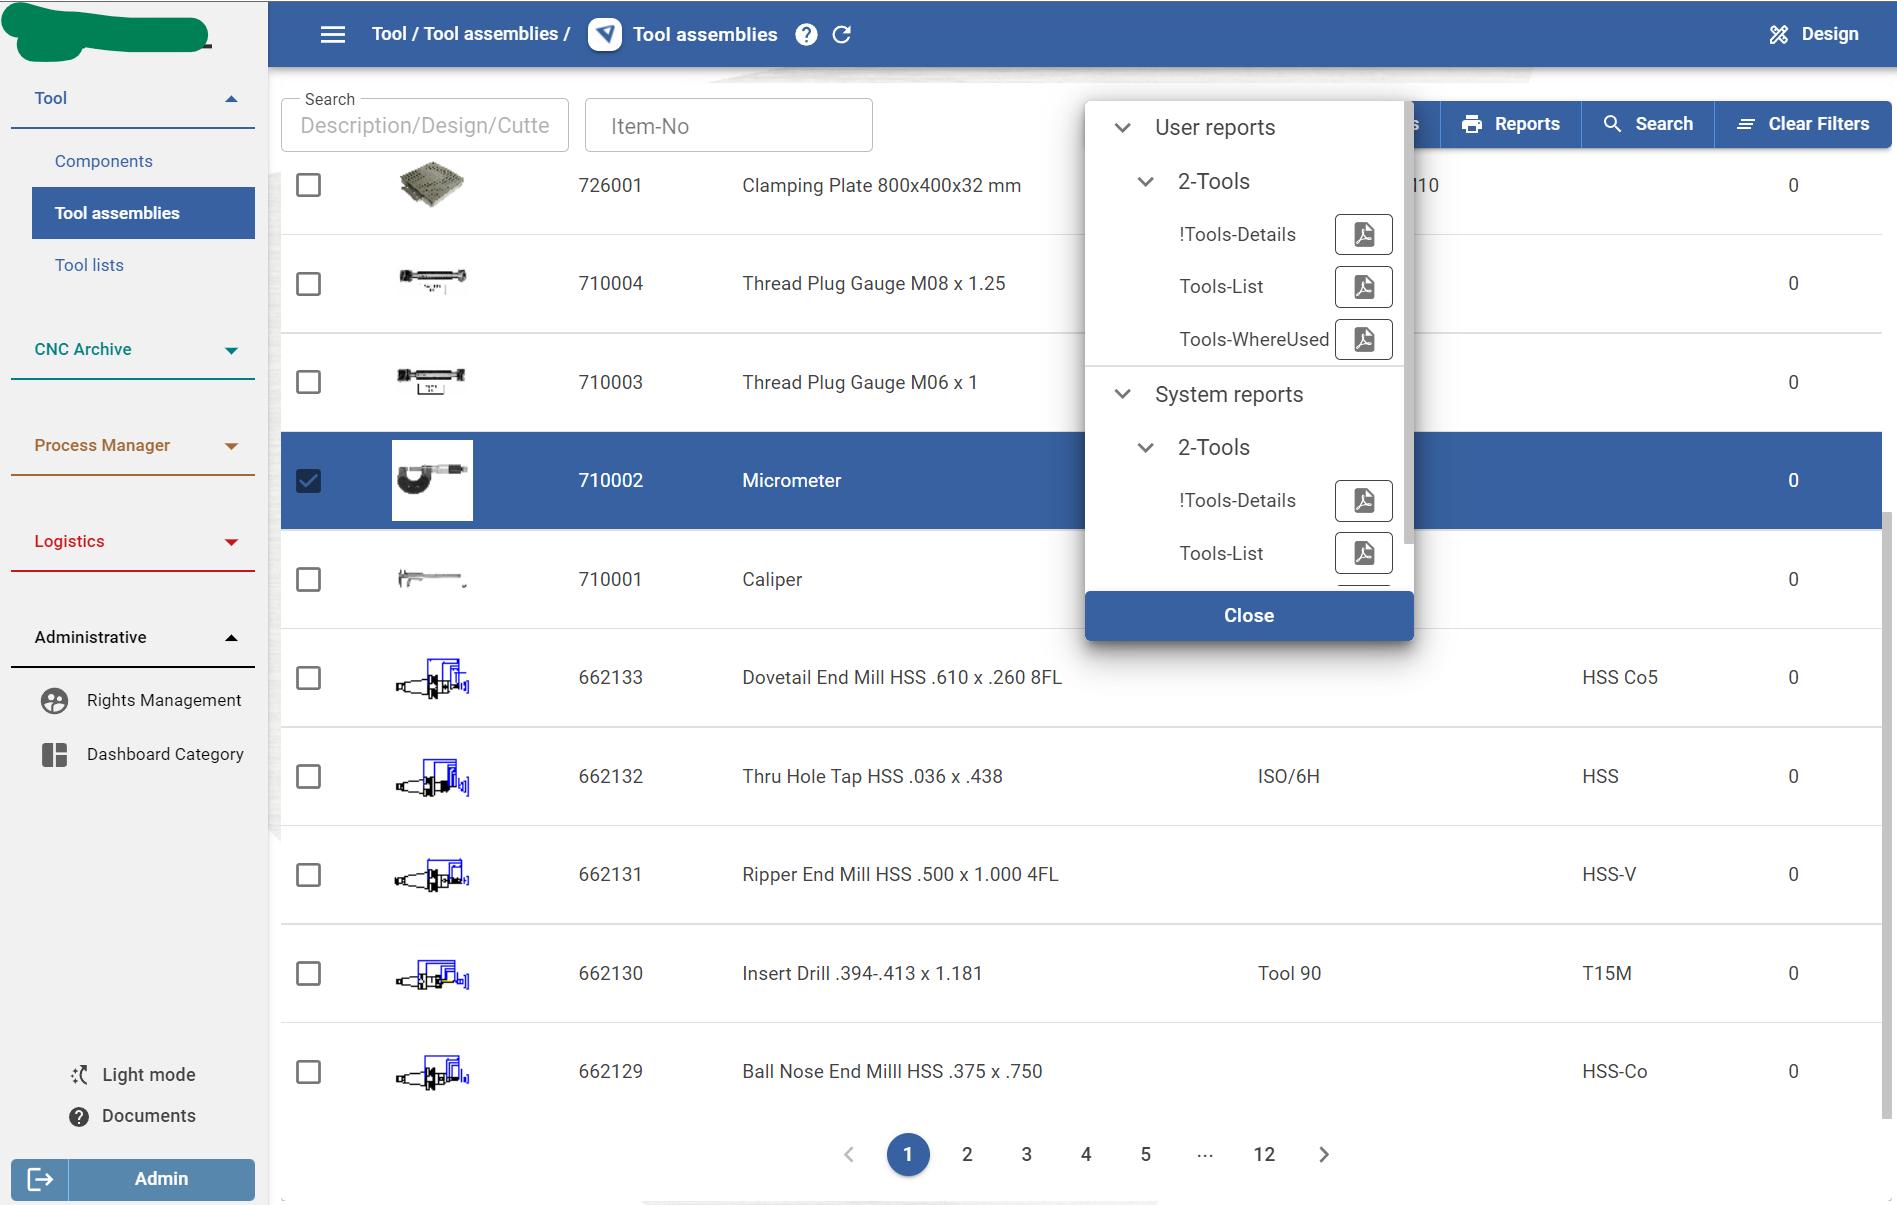 Tool / Tool assemblies / Tool assemblies
Design
Tool
Components
Tool assemblies
Tool lists
CNC Archive
Process Manager
Logistics
Administrative
Rights Management
Dashboard Category
Light mode
Documents
Admin
Search
Description/Design/Cutte
Item-No
s
Reports
Search
Clear Filters
726001 Clamping Plate 800x400x32 mm 110 0
710004 Thread Plug Gauge M08 x 1.25 0
710003 Thread Plug Gauge M06 x 1 0
710002 Micrometer 0
710001 Caliper 0
662133 Dovetail End Mill HSS .610 x .260 8FL HSS Co5 0
662132 Thru Hole Tap HSS .036 x .438 ISO/6H HSS 0
662131 Ripper End Mill HSS .500 x 1.000 4FL HSS-V 0
662130 Insert Drill .394-.413 x 1.181 Tool 90 T15M 0
662129 Ball Nose End Milll HSS .375 x .750 HSS-Co 0
User reports
2-Tools
!Tools-Details
Tools-List
Tools-WhereUsed
System reports
2-Tools
!Tools-Details
Tools-List
Close
1 2 3 4 5 ... 12